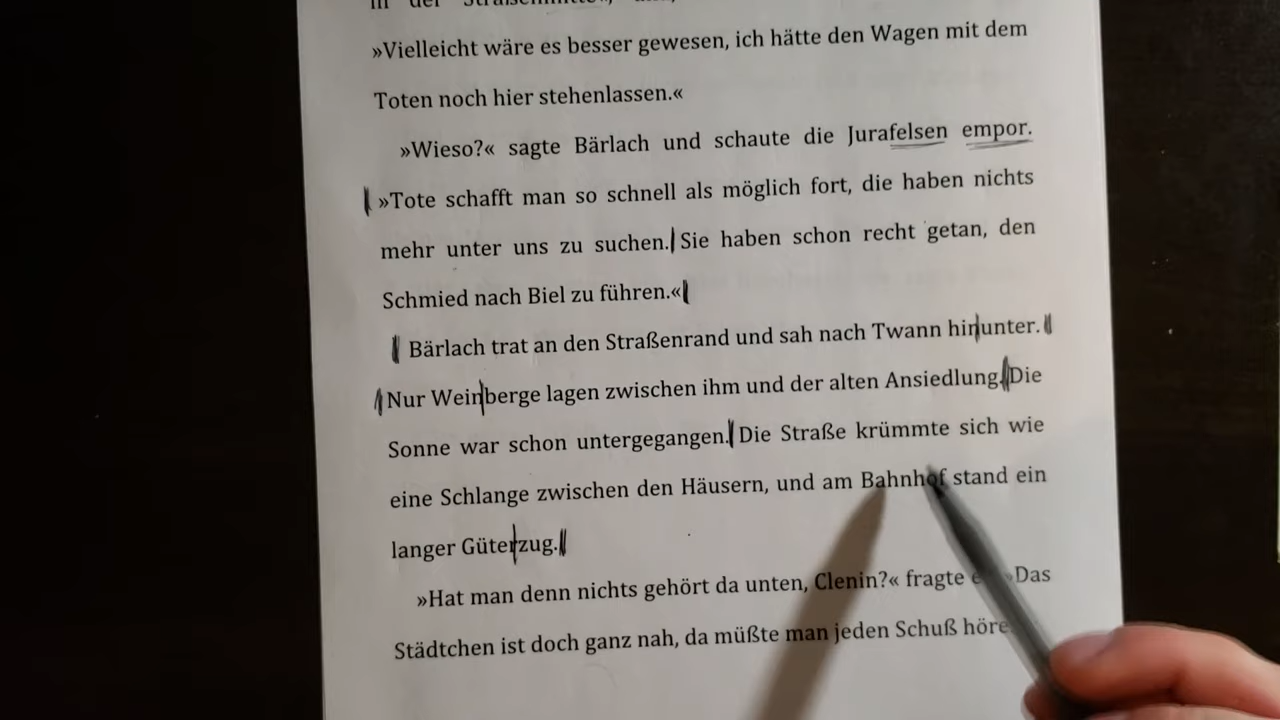 in der
»Vielleicht wäre es besser gewesen, ich hätte den Wagen mit dem
Toten noch hier stehenlassen.«
»Wieso?« sagte Bärlach und schaute die Jurafelsen empor.
»Tote schafft man so schnell als möglich fort, die haben nichts
mehr unter uns zu suchen. Sie haben schon recht getan, den
Schmied nach Biel zu führen.«
Bärlach trat an den Straßenrand und sah nach Twann hinunter.
Nur Weinberge lagen zwischen ihm und der alten Ansiedlung. Die
Sonne war schon untergegangen. Die Straße krümmte sich wie
eine Schlange zwischen den Häusern, und am Bahnhof stand ein
langer Güterzug.
»Hat man denn nichts gehört da unten, Clenin?« fragte »Das
Städtchen ist doch ganz nah, da müßte man jeden Schuß